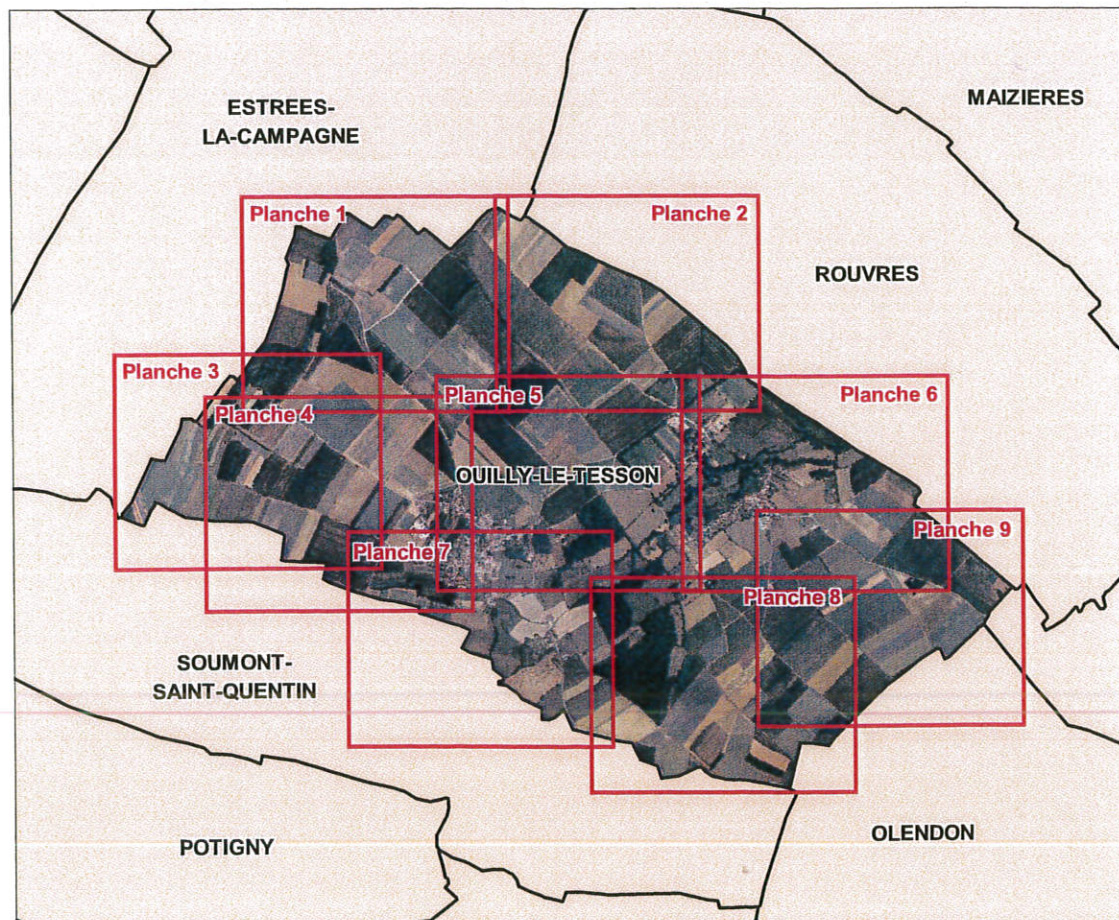 ESTREES-
LA-CAMPAGNE
MAIZIERES
Planche 1
Planche 2
ROUVRES
Planche 3
Planche 4
Planche 5
Planche 6
OUILLY-LE-TESSON
Planche 7
Planche 9
Planche 8
SOUMONT-
SAINT-QUENTIN
POTIGNY
OLENDON